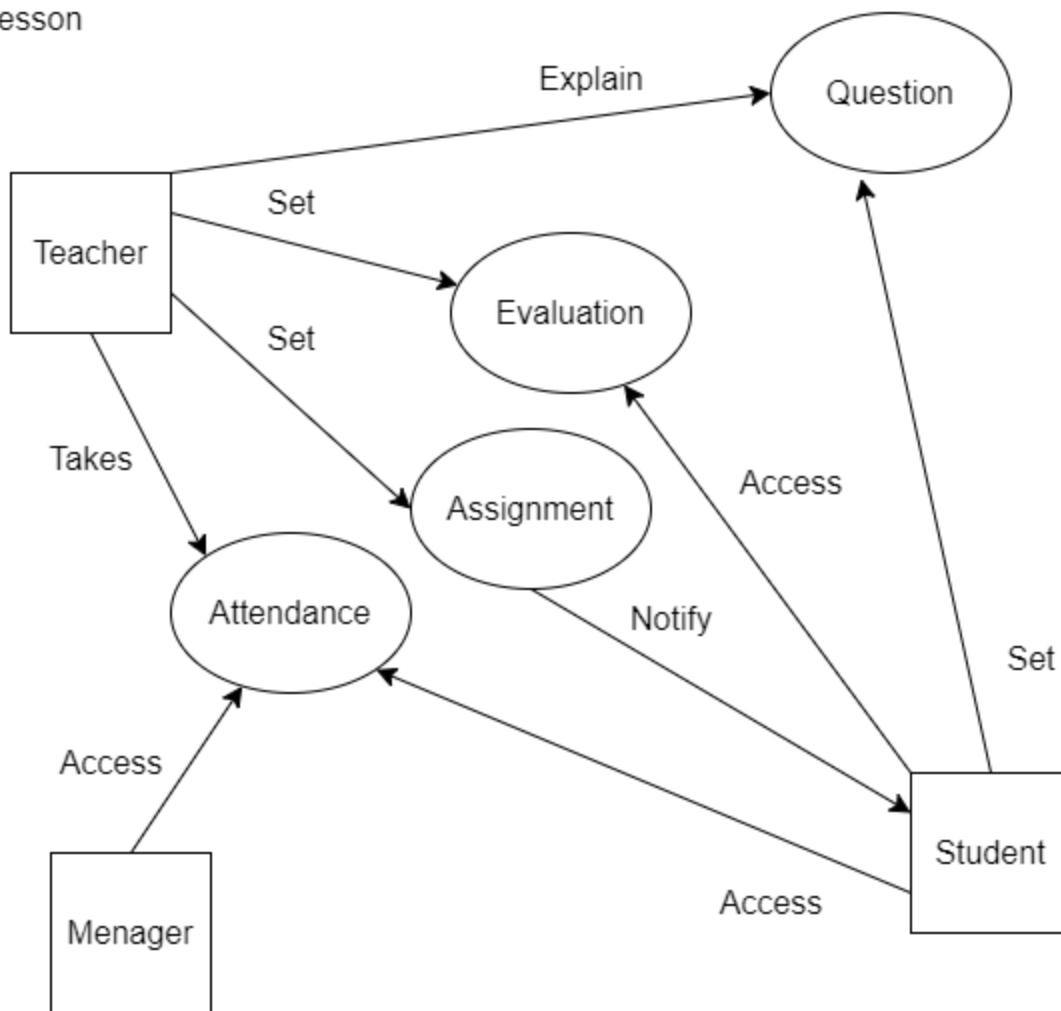 esson
Explain
Question
Set
Teacher
Evaluation
Set
Takes
Access
Assignment
Attendance
Notify
Set
Access
Student
Access
Menager